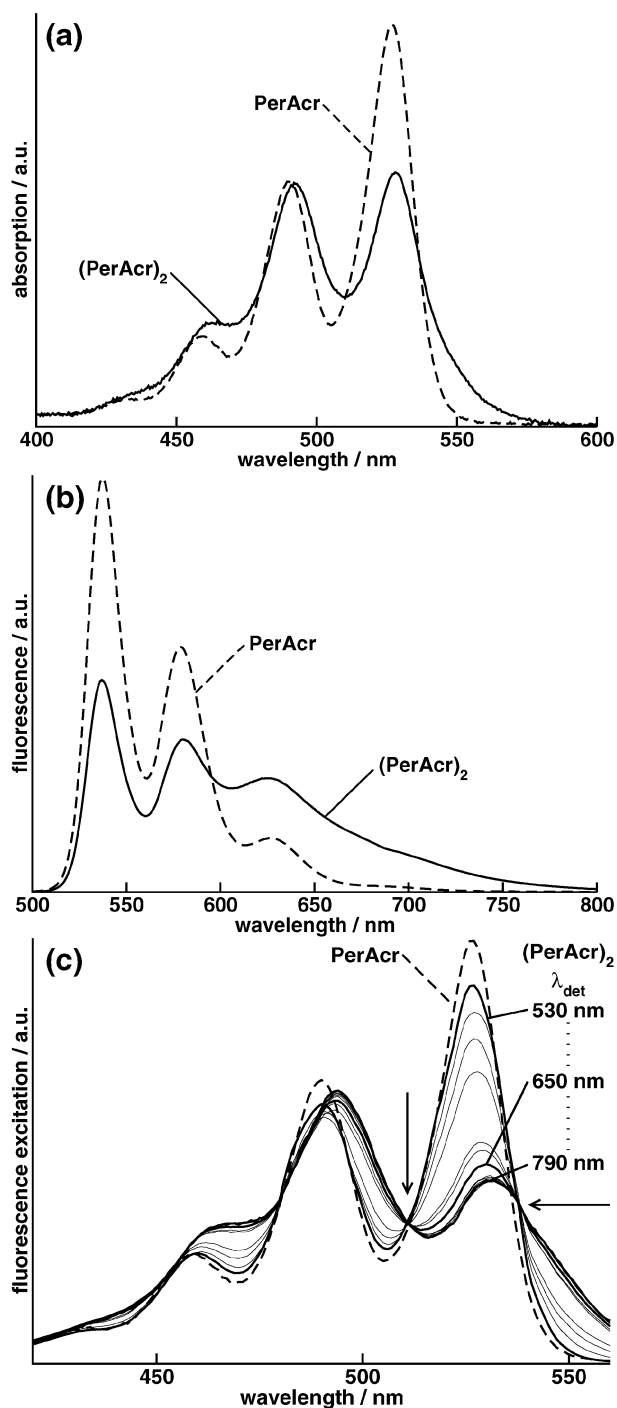 (a)
PerAcr
(PerAcr)2
absorption / a.u.
400 450 500 550 600
wavelength / nm
(b)
PerAcr
(PerAcr)2
fluorescence / a.u.
500 550 600 650 700 750 800
wavelength / nm
(c)
PerAcr
(PerAcr)2
λdet
530 nm
650 nm
790 nm
fluorescence excitation / a.u.
450 500 550
wavelength / nm